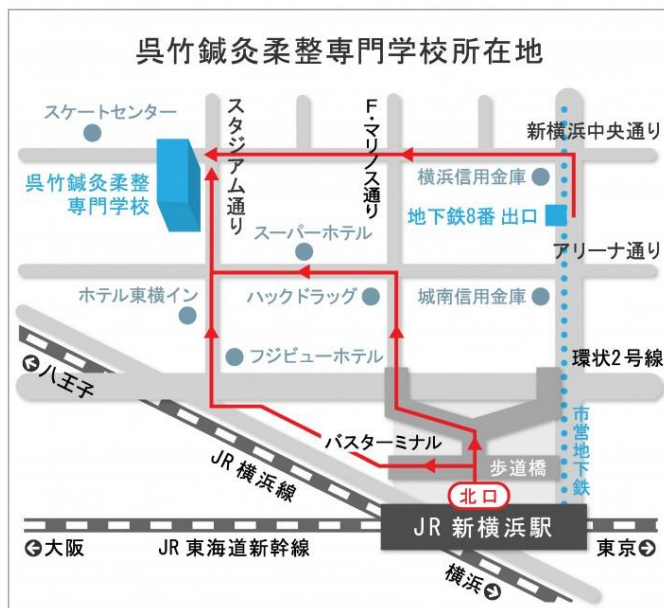 呉竹鍼灸柔整専門学校所在地
スケートセンター
スタジアム通り
F・マリノス通り
新横浜中央通り
呉竹鍼灸柔整
専門学校
横浜信用金庫
地下鉄8番 出口
スーパーホテル
アリーナ通り
ホテル東横イン
ハックドラッグ
城南信用金庫
フジビューホテル
環状2号線
八王子
市営地下鉄
バスターミナル
歩道橋
JR 横浜線
北口
JR 新横浜駅
大阪
JR 東海道新幹線
東京
横浜